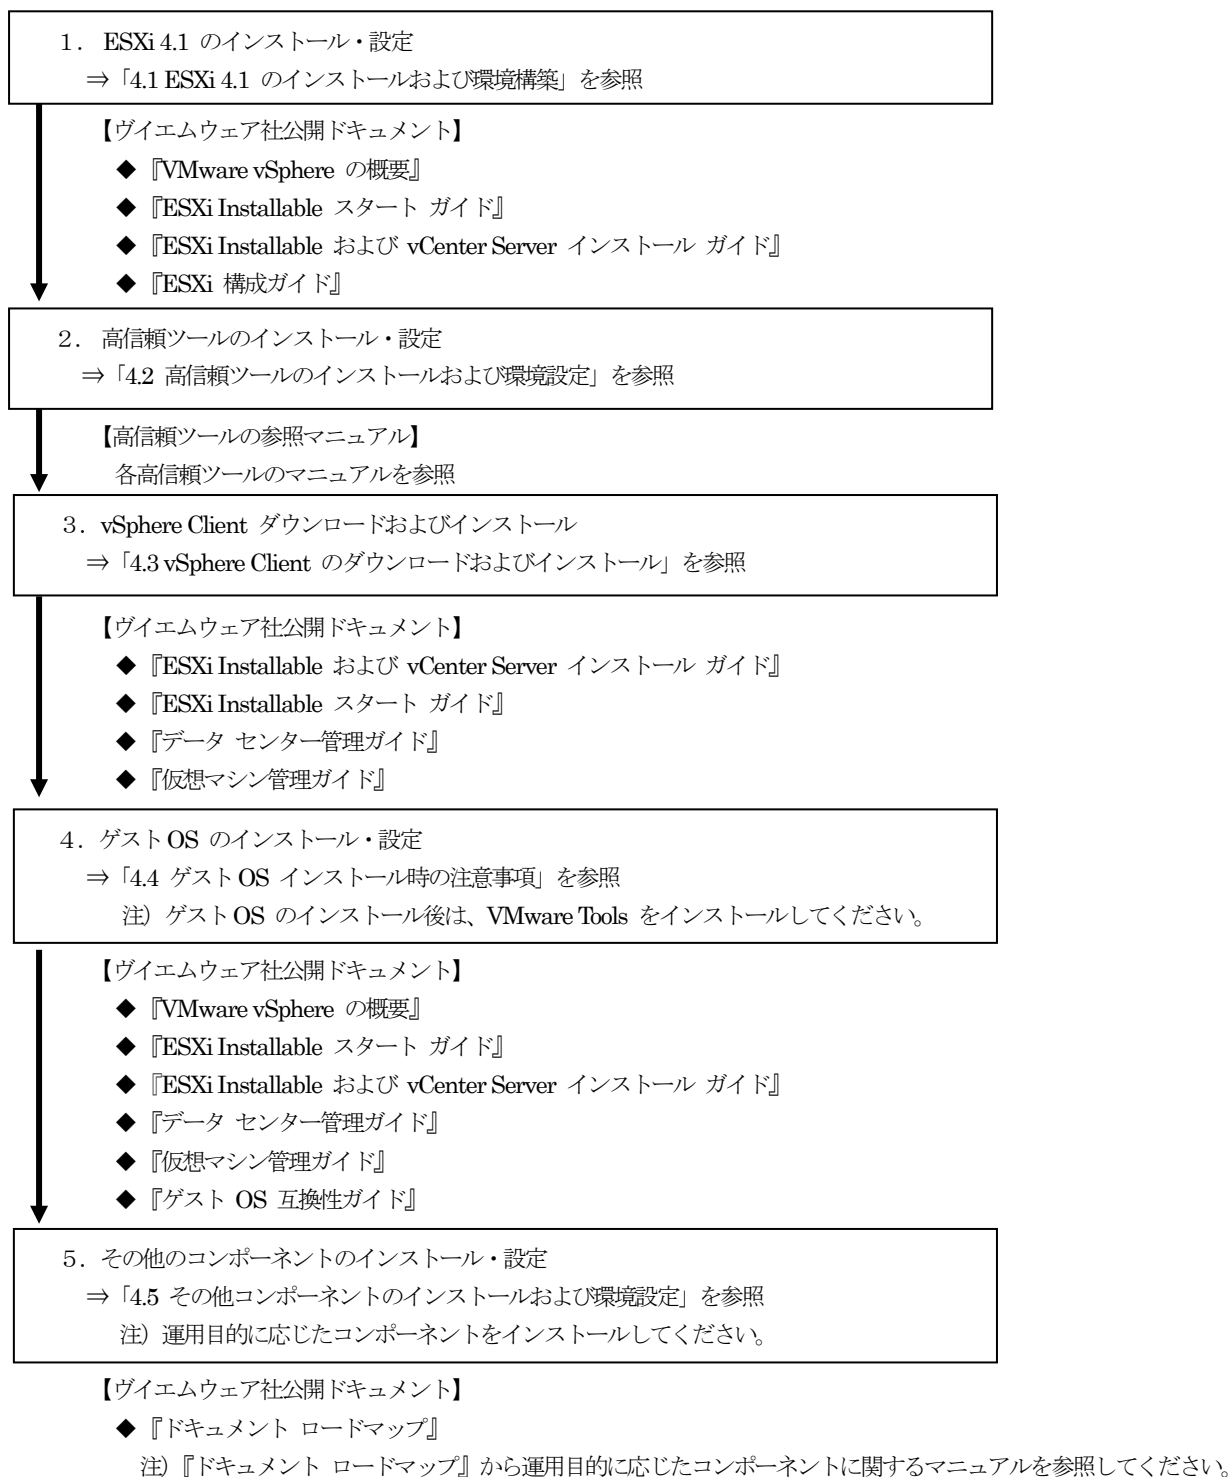 1. ESXi 4.1 のインストール・設定
⇒「4.1 ESXi 4.1 のインストールおよび環境構築」を参照
【ヴイエムウェア社公開ドキュメント】
◆『VMware vSphere の概要』
◆『ESXi Installable スタート ガイド』
◆『ESXi Installable および vCenter Server インストール ガイド』
◆『ESXi 構成ガイド』
2. 高信頼ツールのインストール・設定
⇒「4.2 高信頼ツールのインストールおよび環境設定」を参照
【高信頼ツールの参照マニュアル】
各高信頼ツールのマニュアルを参照
3. vSphere Client ダウンロードおよびインストール
⇒「4.3 vSphere Client のダウンロードおよびインストール」を参照
【ヴイエムウェア社公開ドキュメント】
◆『ESXi Installable および vCenter Server インストール ガイド』
◆『ESXi Installable スタート ガイド』
◆『データ センター管理ガイド』
◆『仮想マシン管理ガイド』
4. ゲスト OS のインストール・設定
⇒「4.4 ゲスト OS インストール時の注意事項」を参照
注）ゲスト OS のインストール後は、VMware Tools をインストールしてください。
【ヴイエムウェア社公開ドキュメント】
◆『VMware vSphere の概要』
◆『ESXi Installable スタート ガイド』
◆『ESXi Installable および vCenter Server インストール ガイド』
◆『データ センター管理ガイド』
◆『仮想マシン管理ガイド』
◆『ゲスト OS 互換性ガイド』
5. その他のコンポーネントのインストール・設定
⇒「4.5 その他コンポーネントのインストールおよび環境設定」を参照
注）運用目的に応じたコンポーネントをインストールしてください。
【ヴイエムウェア社公開ドキュメント】
◆『ドキュメント ロードマップ』
注）『ドキュメント ロードマップ』から運用目的に応じたコンポーネントに関するマニュアルを参照してください